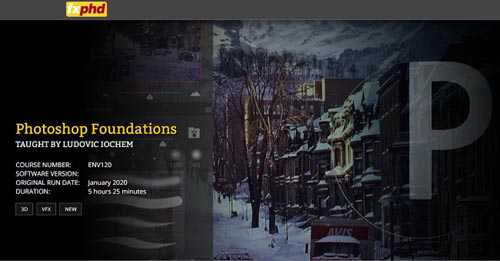 fxphd
Photoshop Foundations
TAUGHT BY LUDOVIC IOCHEM
COURSE NUMBER: ENV120
SOFTWARE VERSION:
ORIGINAL RUN DATE: January 2020
DURATION: 5 hours 25 minutes
3D VFX NEW
P
AVIS